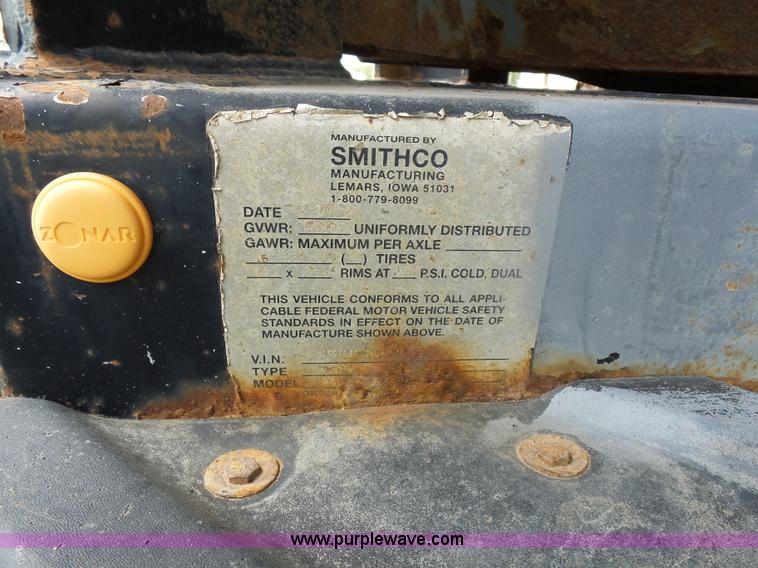 ZONAR
MANUFACTURED BY
SMITHCO
MANUFACTURING
LEMARS, IOWA 51031
1-800-779-8099
DATE
GVWR: UNIFORMLY DISTRIBUTED
GAWR: MAXIMUM PER AXLE
(__) TIRES
X RIMS AT P.S.I. COLD, DUAL
THIS VEHICLE CONFORMS TO ALL APPLI-
CABLE FEDERAL MOTOR VEHICLE SAFETY
STANDARDS IN EFFECT ON THE DATE OF
MANUFACTURE SHOWN ABOVE.
V.I.N.
TYPE
MODEL
www.purplewave.com